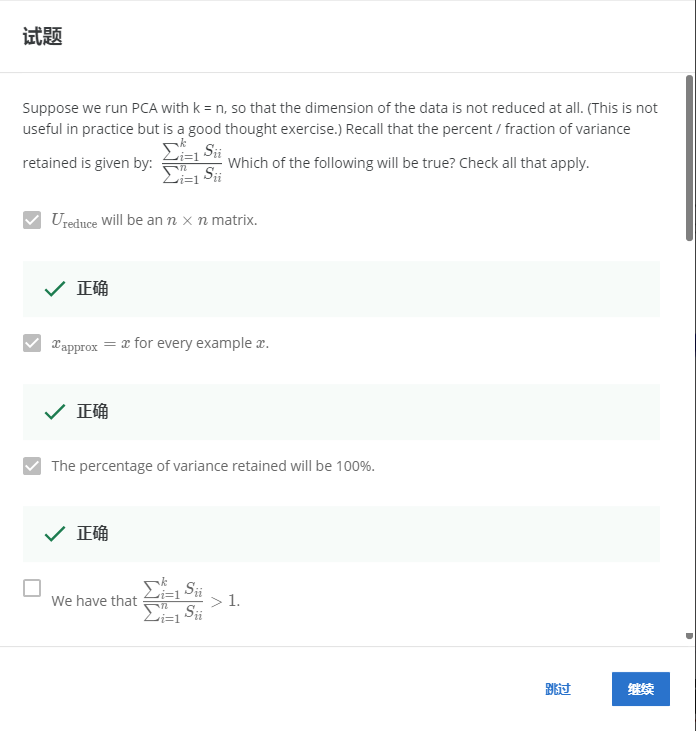 试题
Suppose we run PCA with k = n, so that the dimension of the data is not reduced at all. (This is not
useful in practice but is a good thought exercise.) Recall that the percent / fraction of variance
retained is given by: $\frac{\sum_{i=1}^{k} S_{ii}}{\sum_{i=1}^{n} S_{ii}}$ Which of the following will be true? Check all that apply.
$U_{\text{reduce}}$ will be an $n \times n$ matrix.
正确
$x_{\text{approx}} = x$ for every example $x$.
正确
The percentage of variance retained will be 100%.
正确
We have that $\frac{\sum_{i=1}^{k} S_{ii}}{\sum_{i=1}^{n} S_{ii}} > 1$.
跳过
继续